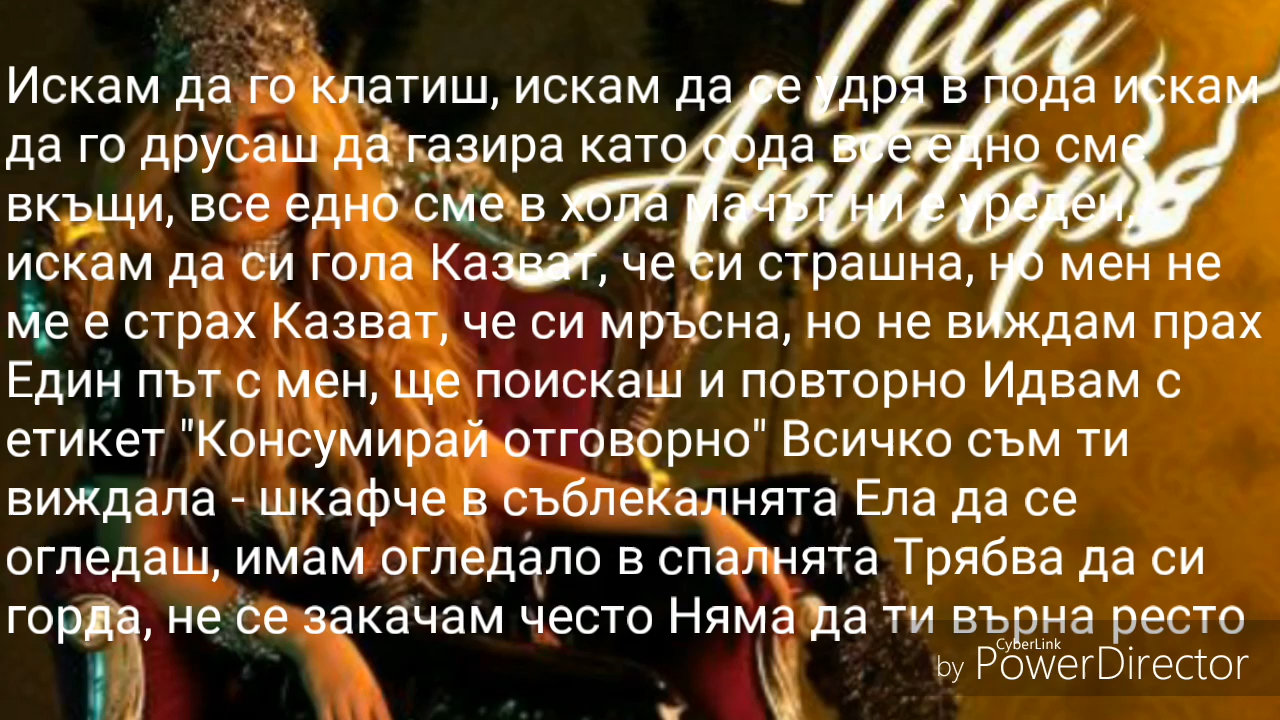 Ida
Antitop
Искам да го клатиш, искам да се удря в пода искам
да го друсаш да газира като сода все едно сме
вкъщи, все едно сме в хола мачът ни е уреден,
искам да си гола Казват, че си страшна, но мен не
ме е страх Казват, че си мръсна, но не виждам прах
Един път с мен, ще поискаш и повторно Идвам с
етикет "Консумирай отговорно" Всичко съм ти
виждала - шкафче в съблекалнята Ела да се
огледаш, имам огледало в спалнята Трябва да си
горда, не се закачам често Няма да ти върна ресто
CyberLink
by PowerDirector